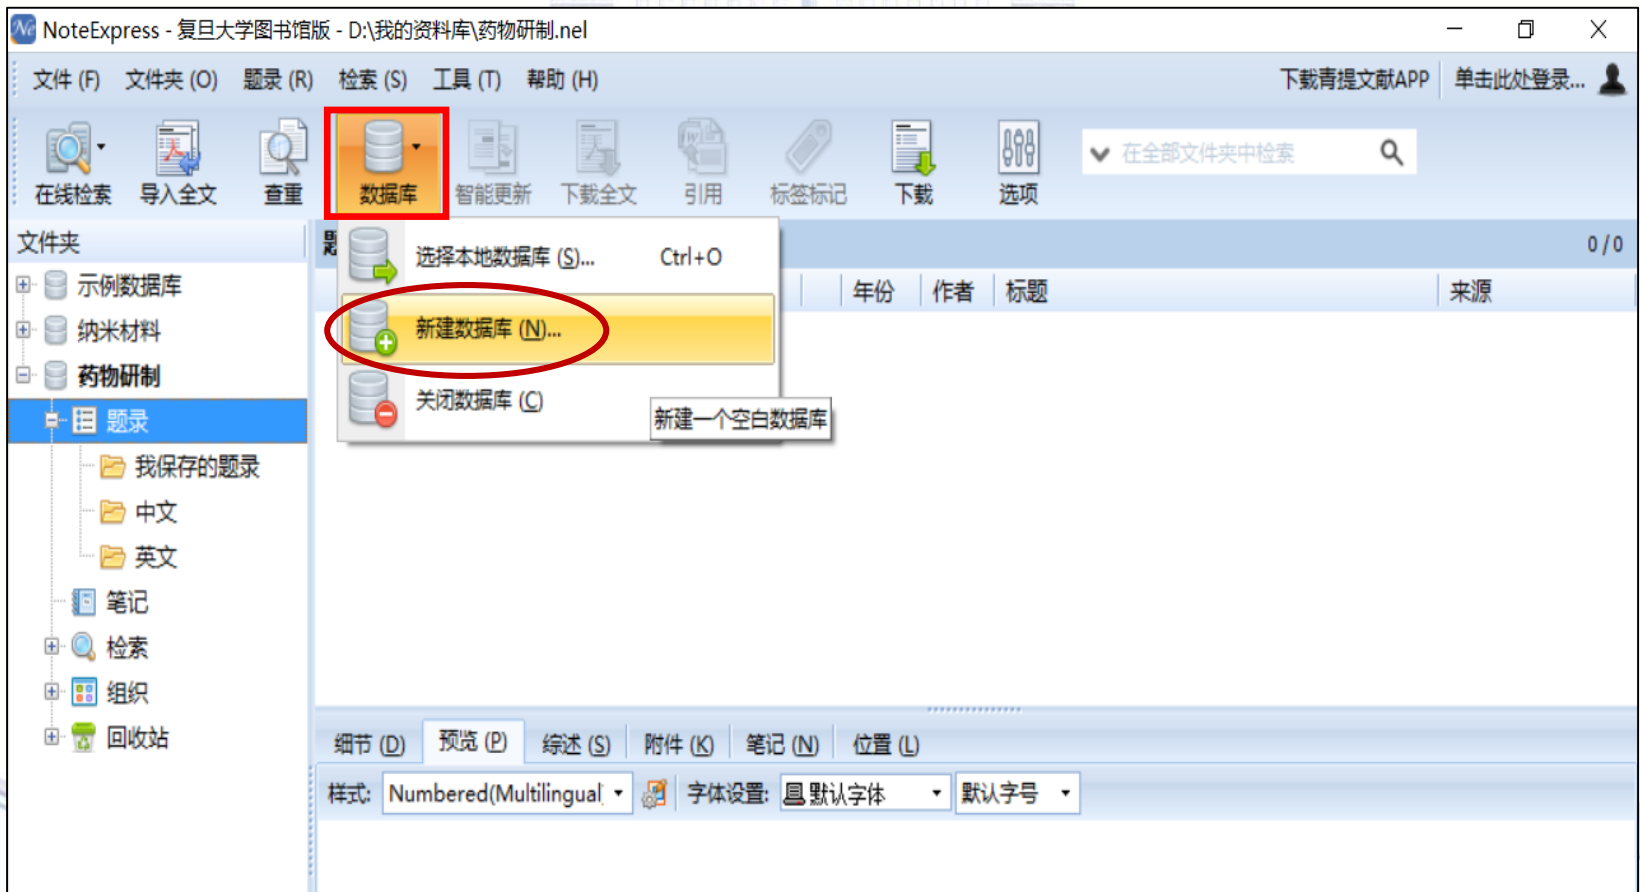 NoteExpress - 复旦大学图书馆版 - D:\我的资料库\药物研制.nel
文件 (F) 文件夹 (O) 题录 (R) 检索 (S) 工具 (T) 帮助 (H) 下载青提文献APP 单击此处登录...
在线检索 导入全文 查重 数据库 智能更新 下载全文 引用 标签标记 下载 选项 在全部文件夹中检索
文件夹
0 / 0
选择本地数据库 (S)... Ctrl+O
新建数据库 (N)...
关闭数据库 (C)
新建一个空白数据库
年份 作者 标题 来源
示例数据库
纳米材料
药物研制
题录
我保存的题录
中文
英文
笔记
检索
组织
回收站
细节 (D) 预览 (P) 综述 (S) 附件 (K) 笔记 (N) 位置 (L)
样式: Numbered(Multilingual 字体设置: 默认字体 默认字号